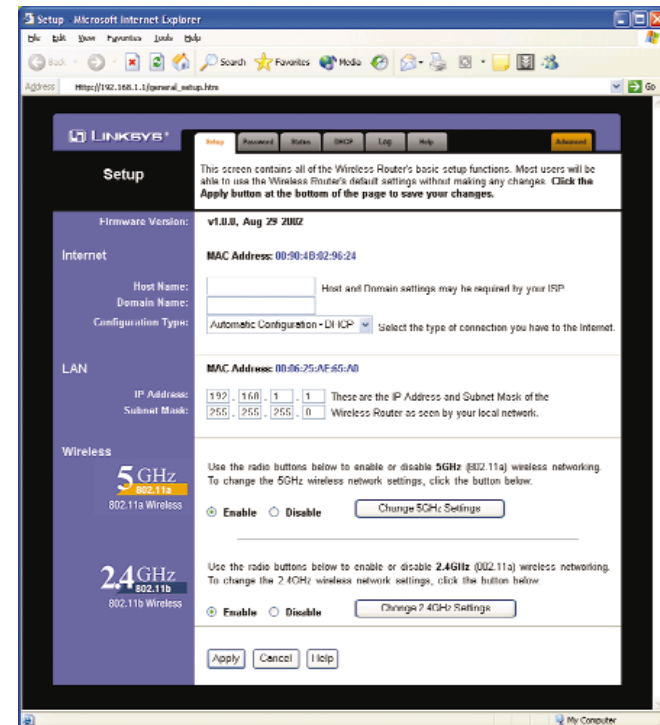 Setup - Microsoft Internet Explorer
File Edit View Favorites Tools Help
Back Search Favorites Media
Address Http://192.168.1.1/general_setup.htm Go
LINKSYS®
Setup Password Status DHCP Log Help Advanced
Setup
This screen contains all of the Wireless Router's basic setup functions. Most users will be
able to use the Wireless Router's default settings without making any changes. Click the
Apply button at the bottom of the page to save your changes.
Firmware Version: v1.0.0, Aug 29 2002
Internet MAC Address: 00:90:4B:02:96:24
Host Name: Host and Domain settings may be required by your ISP
Domain Name:
Configuration Type: Automatic Configuration - DHCP Select the type of connection you have to the Internet.
LAN MAC Address: 00:06:25:AE:65:A0
IP Address: 192 . 168 . 1 . 1 These are the IP Address and Subnet Mask of the
Subnet Mask: 255 . 255 . 255 . 0 Wireless Router as seen by your local network.
Wireless
5 GHz
802.11a
802.11a Wireless
Use the radio buttons below to enable or disable 5GHz (802.11a) wireless networking.
To change the 5GHz wireless network settings, click the button below.
Enable Disable Change 5GHz Settings
2.4 GHz
802.11b
802.11b Wireless
Use the radio buttons below to enable or disable 2.4GHz (802.11a) wireless networking.
To change the 2.4GHz wireless network settings, click the button below
Enable Disable Change 2.4GHz Settings
Apply Cancel Help
My Computer